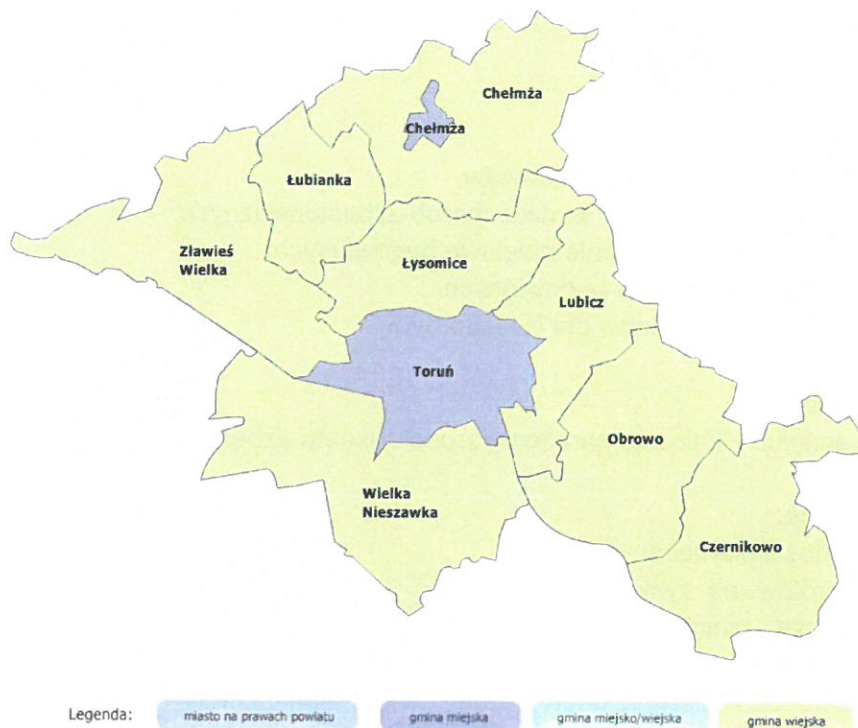 Chełmża
Chełmża
Łubianka
Zławieś
Wielka
Łysomice
Lubicz
Toruń
Obrowo
Wielka
Nieszawka
Czernikowo
Legenda: miasto na prawach powiatu gmina miejska gmina miejsko/wiejska gmina wiejska